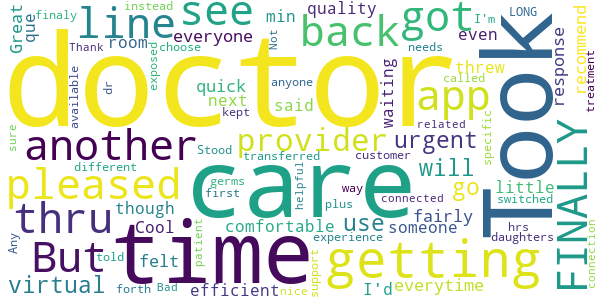 doctor
care
time
Took
getting
FINALLY
But
another
thru
pleased
line
see
back
got
app
provider
urgent
virtual
will
go
use
I'd
everytime
efficient
felt
Cool
though
comfortable
someone
fairly
little
quick
next
said
waiting
threw
response
recommend
everyone
room
min
quality
even
Great
que
finaly
instead
needs
I'm
LONG
Thank
exposed
choose
Not
dr
available
anyone
kept
called
related
treatment
sure
different
Stood
transferred
customer
specific
switched
germs
first
helpful
way
connected
plus
hrs
daughters
Any
told
patient
experience
support
nice
forth
Bad
connection